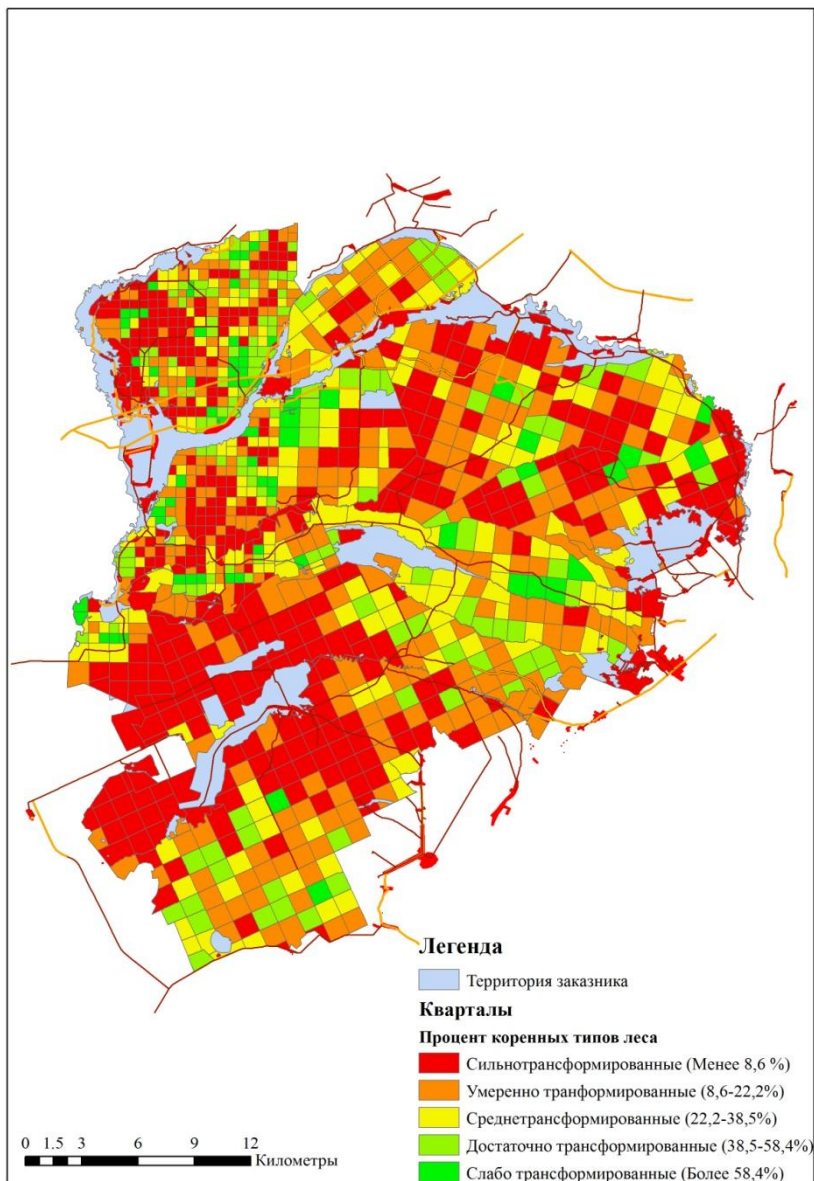 Легенда
Территория заказника
Кварталы
Процент коренных типов леса
Сильнотрансформированные (Менее 8,6 %)
Умеренно транформированные (8,6-22,2%)
Среднетрансформированные (22,2-38,5%)
Достаточно трансформированные (38,5-58,4%)
Слабо трансформированные (Более 58,4%)
0 1.5 3 6 9 12
Километры